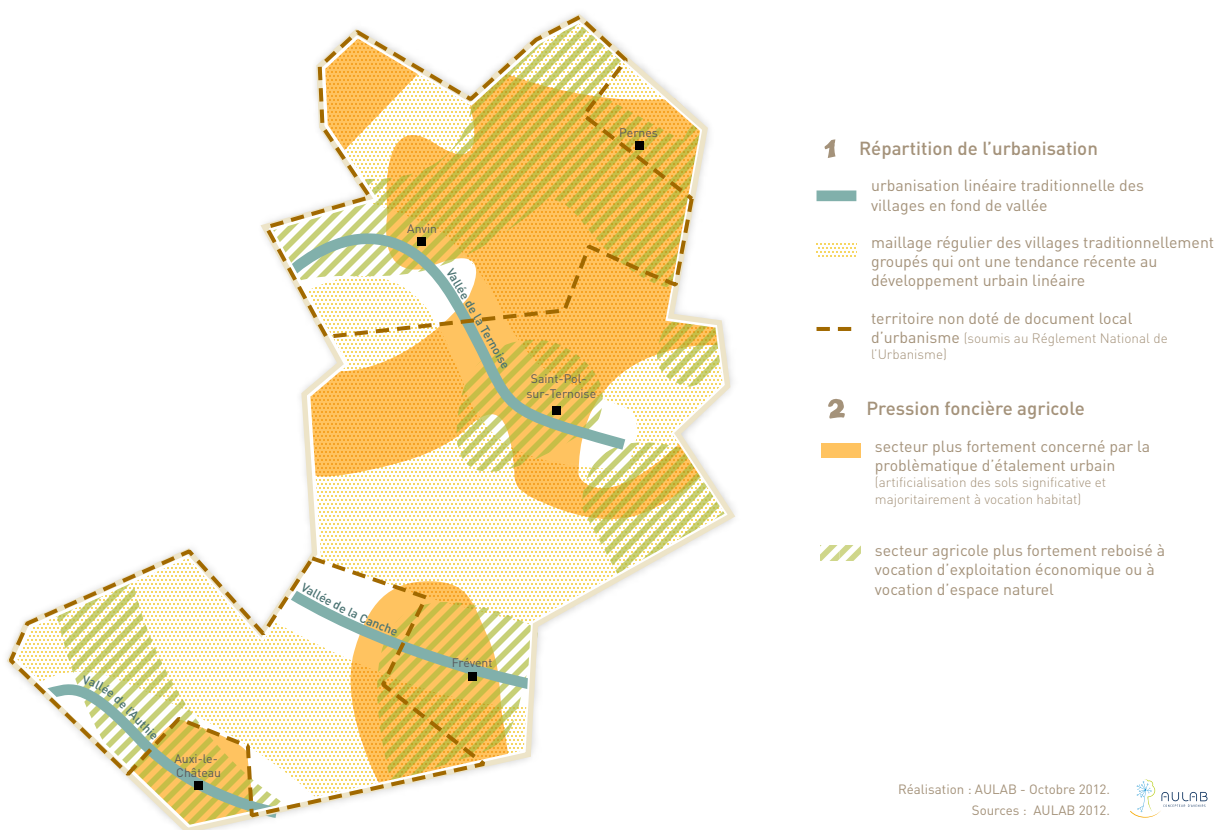 Pernes
Anvin
Vallée de la Ternoise
Saint-Pol-
sur-Ternoise
Vallée de la Canche
Frévent
Vallée de l'Authie
Auxi-le-
Château
1 Répartition de l'urbanisation
urbanisation linéaire traditionnelle des
villages en fond de vallée
maillage régulier des villages traditionnellement
groupés qui ont une tendance récente au
développement urbain linéaire
territoire non doté de document local
d'urbanisme (soumis au Réglement National de
l'Urbanisme)
2 Pression foncière agricole
secteur plus fortement concerné par la
problèmatique d'étalement urbain
(artificialisation des sols significative et
majoritairement à vocation habitat)
secteur agricole plus fortement reboisé à
vocation d'exploitation économique ou à
vocation d'espace naturel
Réalisation : AULAB - Octobre 2012.
Sources : AULAB 2012.
AULAB
CONCEPTEUR D'AVENIRS